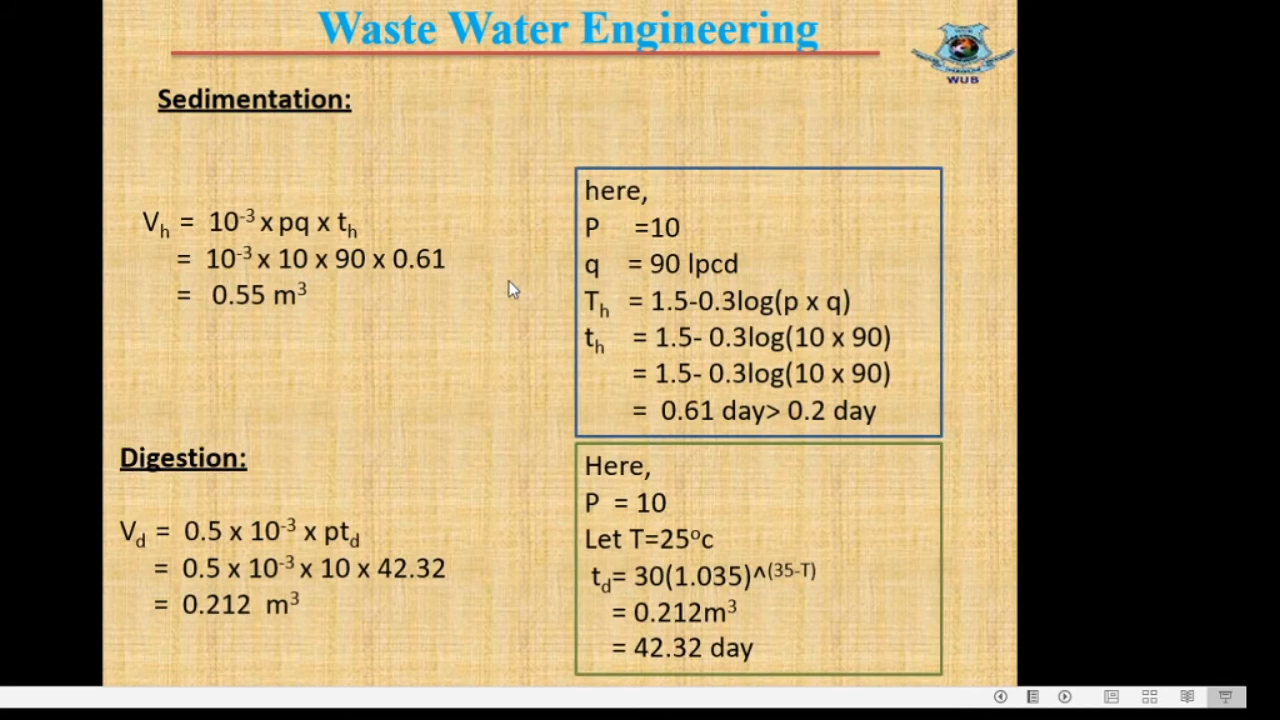 Waste Water Engineering
WUB
Sedimentation:
V_h = 10^-3 x pq x t_h
= 10^-3 x 10 x 90 x 0.61
= 0.55 m^3
here,
P =10
q = 90 lpcd
T_h = 1.5-0.3log(p x q)
t_h = 1.5- 0.3log(10 x 90)
= 1.5- 0.3log(10 x 90)
= 0.61 day> 0.2 day
Digestion:
V_d = 0.5 x 10^-3 x pt_d
= 0.5 x 10^-3 x 10 x 42.32
= 0.212 m^3
Here,
P = 10
Let T=25°c
t_d= 30(1.035)^(35-T)
= 0.212m^3
= 42.32 day